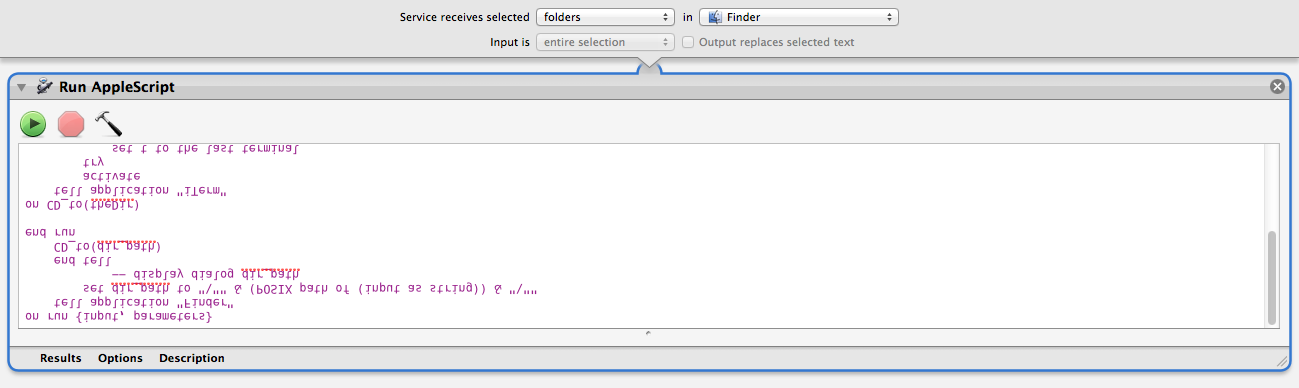 Service receives selected folders in Finder
Input is entire selection Output replaces selected text
Run AppleScript
on run {input, parameters}
tell application "Finder"
set dir_path to "\"" & (POSIX path of (input as string)) & "\""
-- display dialog dir_path
end tell
CD_to(dir_path)
end run
on CD_to(theDir)
tell application "iTerm"
activate
try
set t to the last terminal
Results Options Description